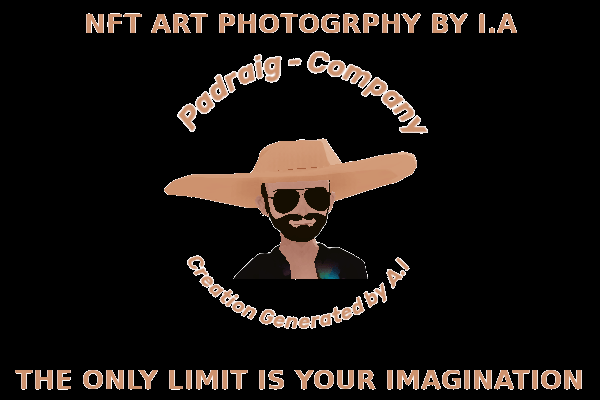 NFT ART PHOTOGRPHY BY I.A
Padraig - Company
Creation Generated by A.I
THE ONLY LIMIT IS YOUR IMAGINATION